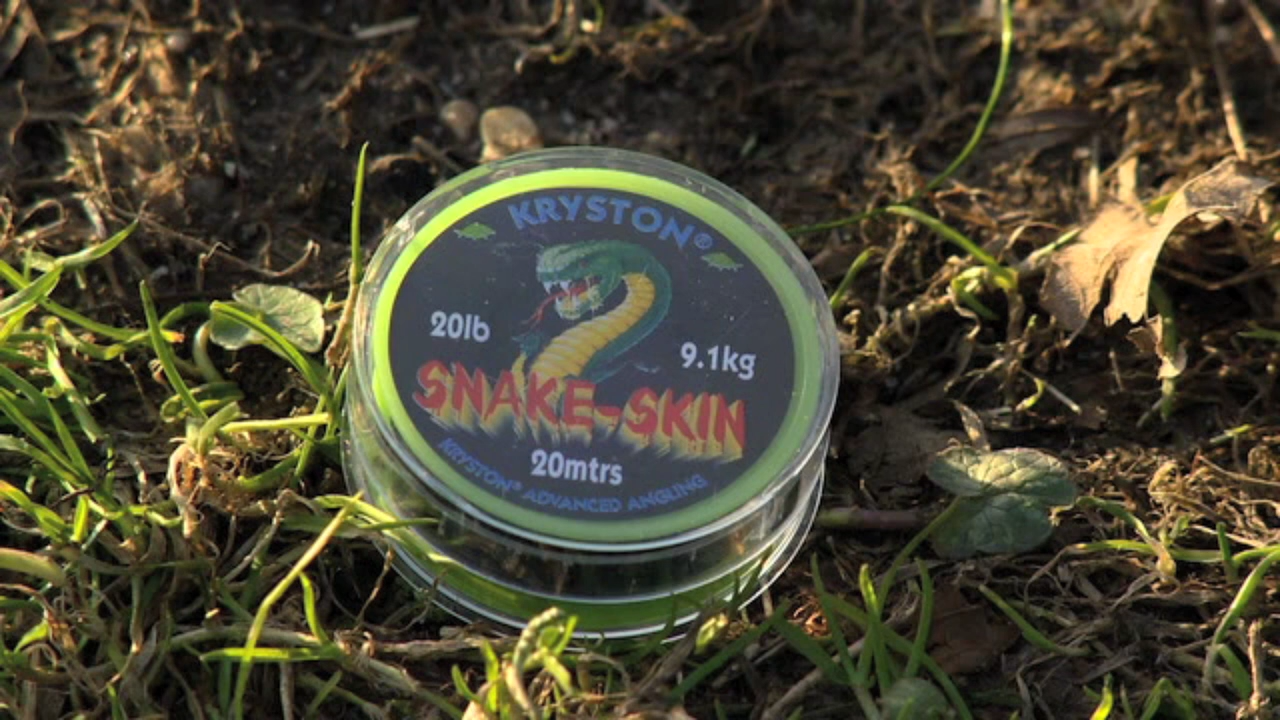 KRYSTON®
20lb
9.1kg
SNAKE-SKIN
20mtrs
KRYSTON® ADVANCED ANGLING